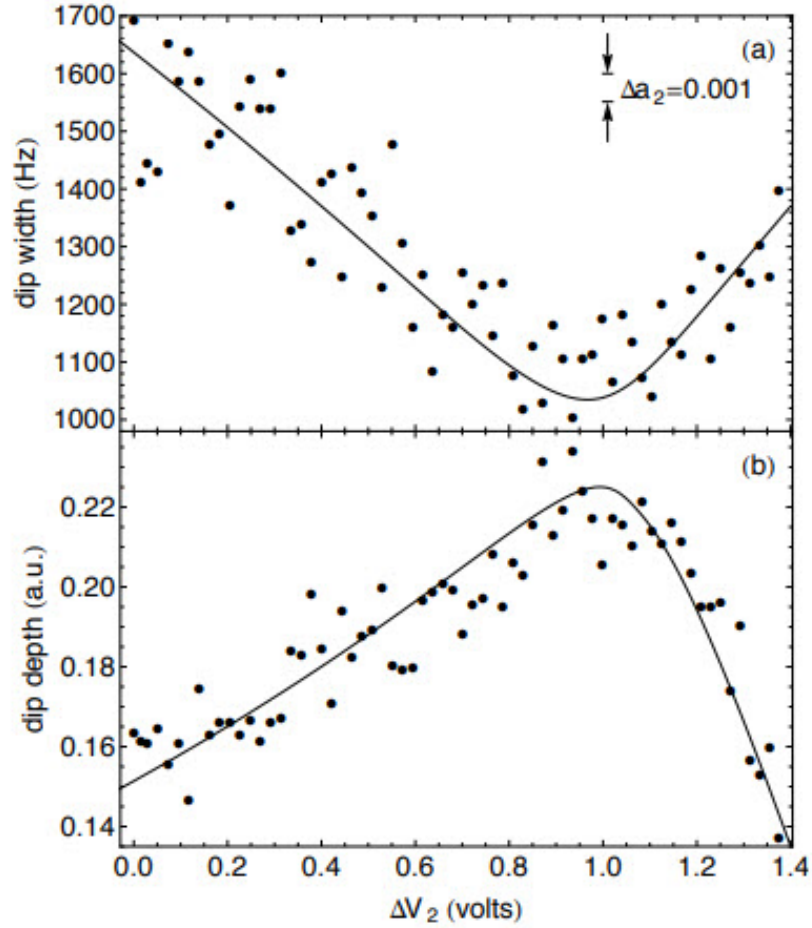 1700
1600
1500
1400
1300
1200
1100
1000
dip width (Hz)
(a)
Δa₂=0.001
0.22
0.20
0.18
0.16
0.14
dip depth (a.u.)
(b)
0.0 0.2 0.4 0.6 0.8 1.0 1.2 1.4
ΔV₂ (volts)